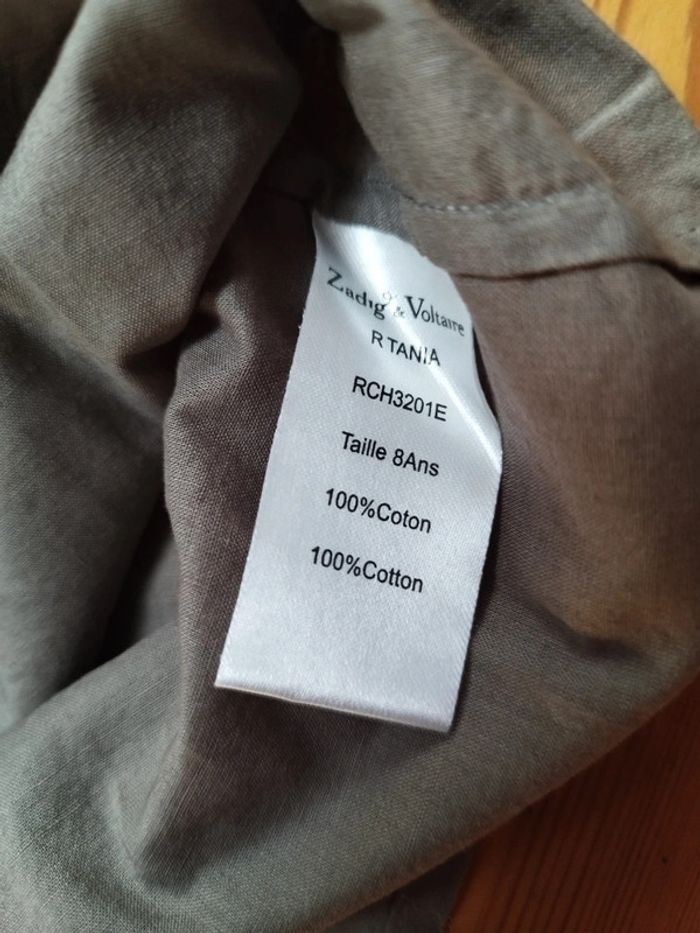 Zadig & Voltaire
R TANIA
RCH3201E
Taille 8Ans
100%Coton
100%Cotton